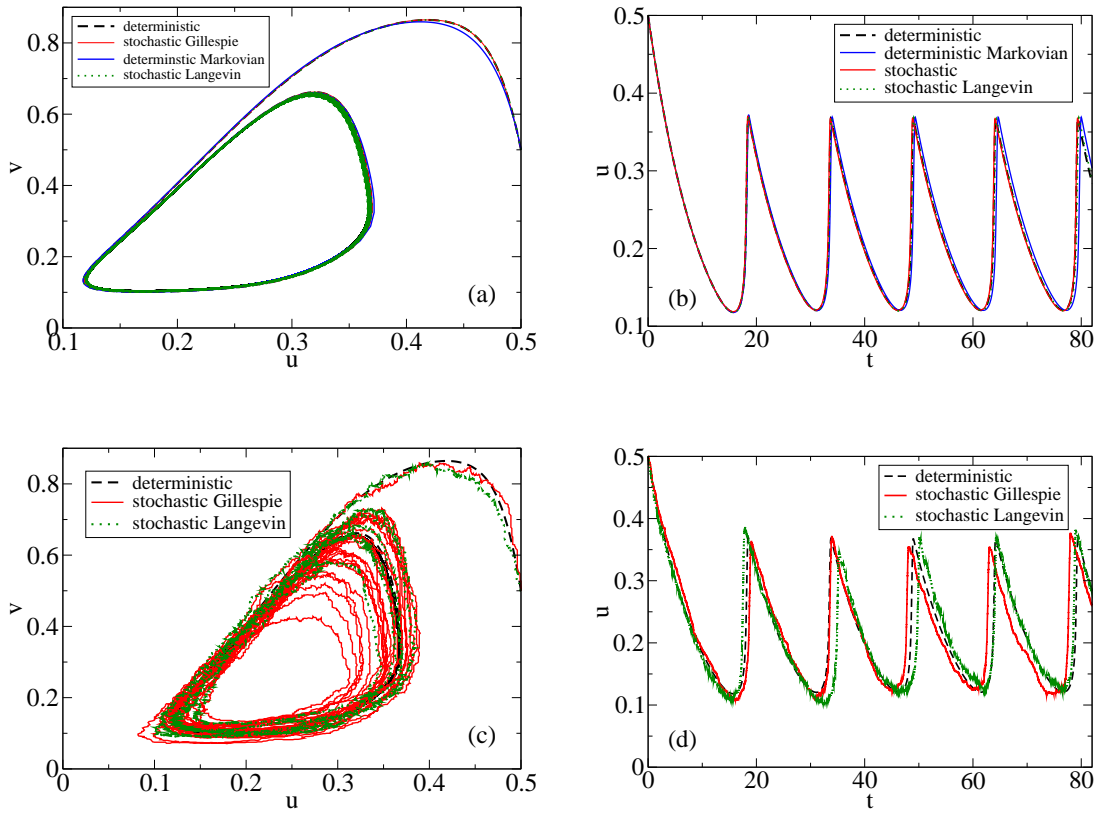 deterministic
stochastic Gillespie
determinstic Markovian
stochastic Langevin
0.8
0.6
0.4
0.2
0
v
(a)
0.1
0.2
0.3
0.4
0.5
u
deterministic
deterministic Markovian
stochastic
stochastic Langevin
0.5
0.4
0.3
0.2
0.1
u
(b)
0
20
40
60
80
t
deterministic
stochastic Gillespie
stochastic Langevin
0.8
0.6
0.4
0.2
0
v
(c)
0
0.1
0.2
0.3
0.4
0.5
u
deterministic
stochastic Gillespie
stochastic Langevin
0.5
0.4
0.3
0.2
0.1
0
u
(d)
0
20
40
60
80
t